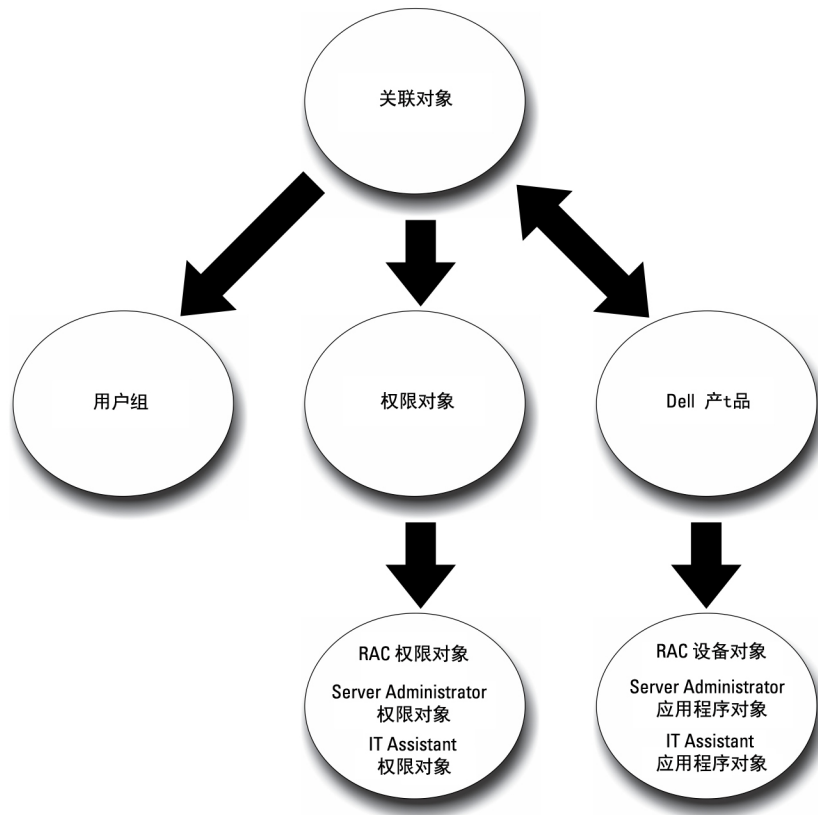 关联对象
用户组
权限对象
Dell 产t品
RAC 权限对象
Server Administrator
权限对象
IT Assistant
权限对象
RAC 设备对象
Server Administrator
应用程序对象
IT Assistant
应用程序对象